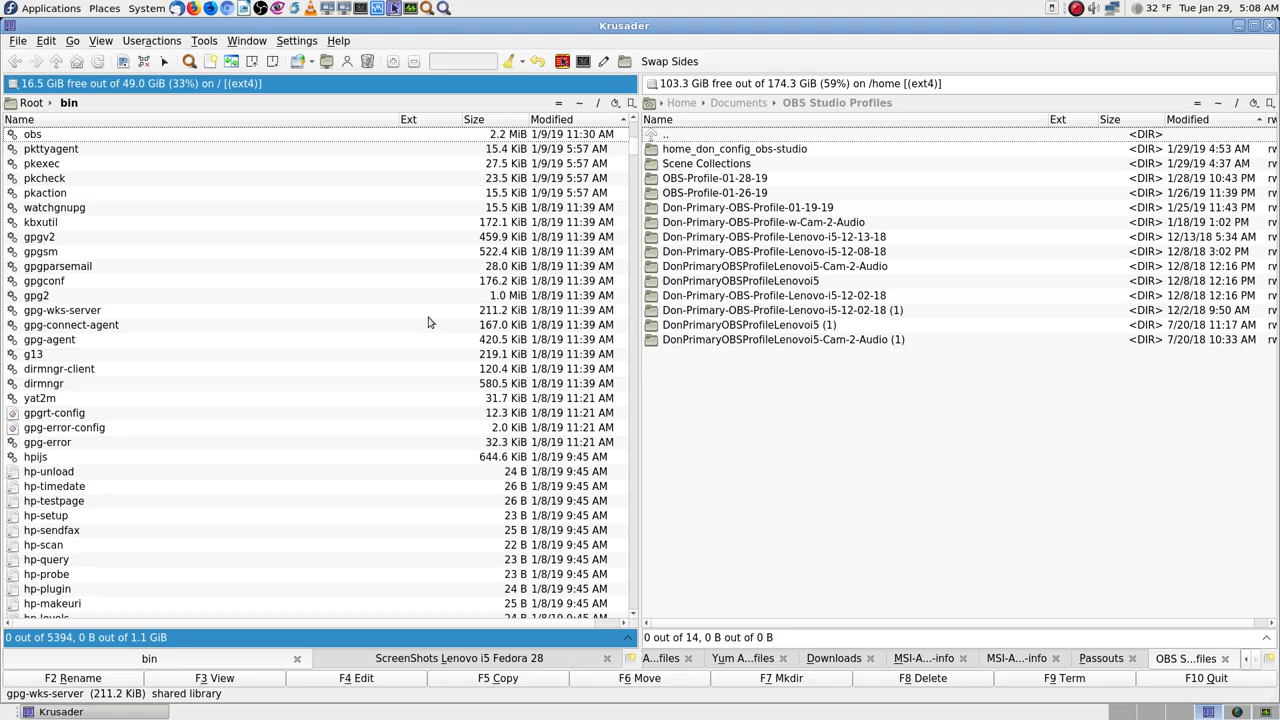 Applications Places System 32 °F Tue Jan 29, 5:08 AM
Krusader
File Edit Go View Useractions Tools Window Settings Help
Swap Sides
16.5 GiB free out of 49.0 GiB (33%) on / [(ext4)]
103.3 GiB free out of 174.3 GiB (59%) on /home [(ext4)]
Root bin = ~ /
Home Documents OBS Studio Profiles = ~ /
Name Ext Size Modified
obs 2.2 MiB 1/9/19 11:30 AM
pkttyagent 15.4 KiB 1/9/19 5:57 AM
pkexec 27.5 KiB 1/9/19 5:57 AM
pkcheck 23.5 KiB 1/9/19 5:57 AM
pkaction 15.5 KiB 1/9/19 5:57 AM
watchgnupg 15.5 KiB 1/8/19 11:39 AM
kbxutil 172.1 KiB 1/8/19 11:39 AM
gpgv2 459.9 KiB 1/8/19 11:39 AM
gpgsm 522.4 KiB 1/8/19 11:39 AM
gpgparsemail 28.0 KiB 1/8/19 11:39 AM
gpgconf 176.2 KiB 1/8/19 11:39 AM
gpg2 1.0 MiB 1/8/19 11:39 AM
gpg-wks-server 211.2 KiB 1/8/19 11:39 AM
gpg-connect-agent 167.0 KiB 1/8/19 11:39 AM
gpg-agent 420.5 KiB 1/8/19 11:39 AM
g13 219.1 KiB 1/8/19 11:39 AM
dirmngr-client 120.4 KiB 1/8/19 11:39 AM
dirmngr 580.5 KiB 1/8/19 11:39 AM
yat2m 31.7 KiB 1/8/19 11:21 AM
gpgrt-config 12.3 KiB 1/8/19 11:21 AM
gpg-error-config 2.0 KiB 1/8/19 11:21 AM
gpg-error 32.3 KiB 1/8/19 11:21 AM
hpijs 644.6 KiB 1/8/19 9:45 AM
hp-unload 24 B 1/8/19 9:45 AM
hp-timedate 26 B 1/8/19 9:45 AM
hp-testpage 26 B 1/8/19 9:45 AM
hp-setup 23 B 1/8/19 9:45 AM
hp-sendfax 25 B 1/8/19 9:45 AM
hp-scan 22 B 1/8/19 9:45 AM
hp-query 23 B 1/8/19 9:45 AM
hp-probe 23 B 1/8/19 9:45 AM
hp-plugin 24 B 1/8/19 9:45 AM
hp-makeuri 25 B 1/8/19 9:45 AM
hp-levels 24 B 1/8/19 9:45 AM
Name Ext Size Modified rw
.. <DIR>
home_don_config_obs-studio <DIR> 1/29/19 4:53 AM rw
Scene Collections <DIR> 1/29/19 4:37 AM rw
OBS-Profile-01-28-19 <DIR> 1/28/19 10:43 PM rw
OBS-Profile-01-26-19 <DIR> 1/26/19 11:39 PM rw
Don-Primary-OBS-Profile-01-19-19 <DIR> 1/25/19 11:43 PM rw
Don-Primary-OBS-Profile-w-Cam-2-Audio <DIR> 1/18/19 1:02 PM rw
Don-Primary-OBS-Profile-Lenovo-i5-12-13-18 <DIR> 12/13/18 5:34 AM rw
Don-Primary-OBS-Profile-Lenovo-i5-12-08-18 <DIR> 12/8/18 3:02 PM rw
DonPrimaryOBSProfileLenovoi5-Cam-2-Audio <DIR> 12/8/18 12:16 PM rw
DonPrimaryOBSProfileLenovoi5 <DIR> 12/8/18 12:16 PM rw
Don-Primary-OBS-Profile-Lenovo-i5-12-02-18 <DIR> 12/8/18 12:16 PM rw
Don-Primary-OBS-Profile-Lenovo-i5-12-02-18 (1) <DIR> 12/2/18 9:50 AM rw
DonPrimaryOBSProfileLenovoi5 (1) <DIR> 7/20/18 11:17 AM rw
DonPrimaryOBSProfileLenovoi5-Cam-2-Audio (1) <DIR> 7/20/18 10:33 AM rw
0 out of 5394, 0 B out of 1.1 GiB
0 out of 14, 0 B out of 0 B
bin ScreenShots Lenovo i5 Fedora 28
A...files Yum A...files Downloads MSI-A...-info MSI-A...-info Passouts OBS S...files
F2 Rename F3 View F4 Edit F5 Copy F6 Move F7 Mkdir F8 Delete F9 Term F10 Quit
gpg-wks-server (211.2 KiB) shared library
Krusader